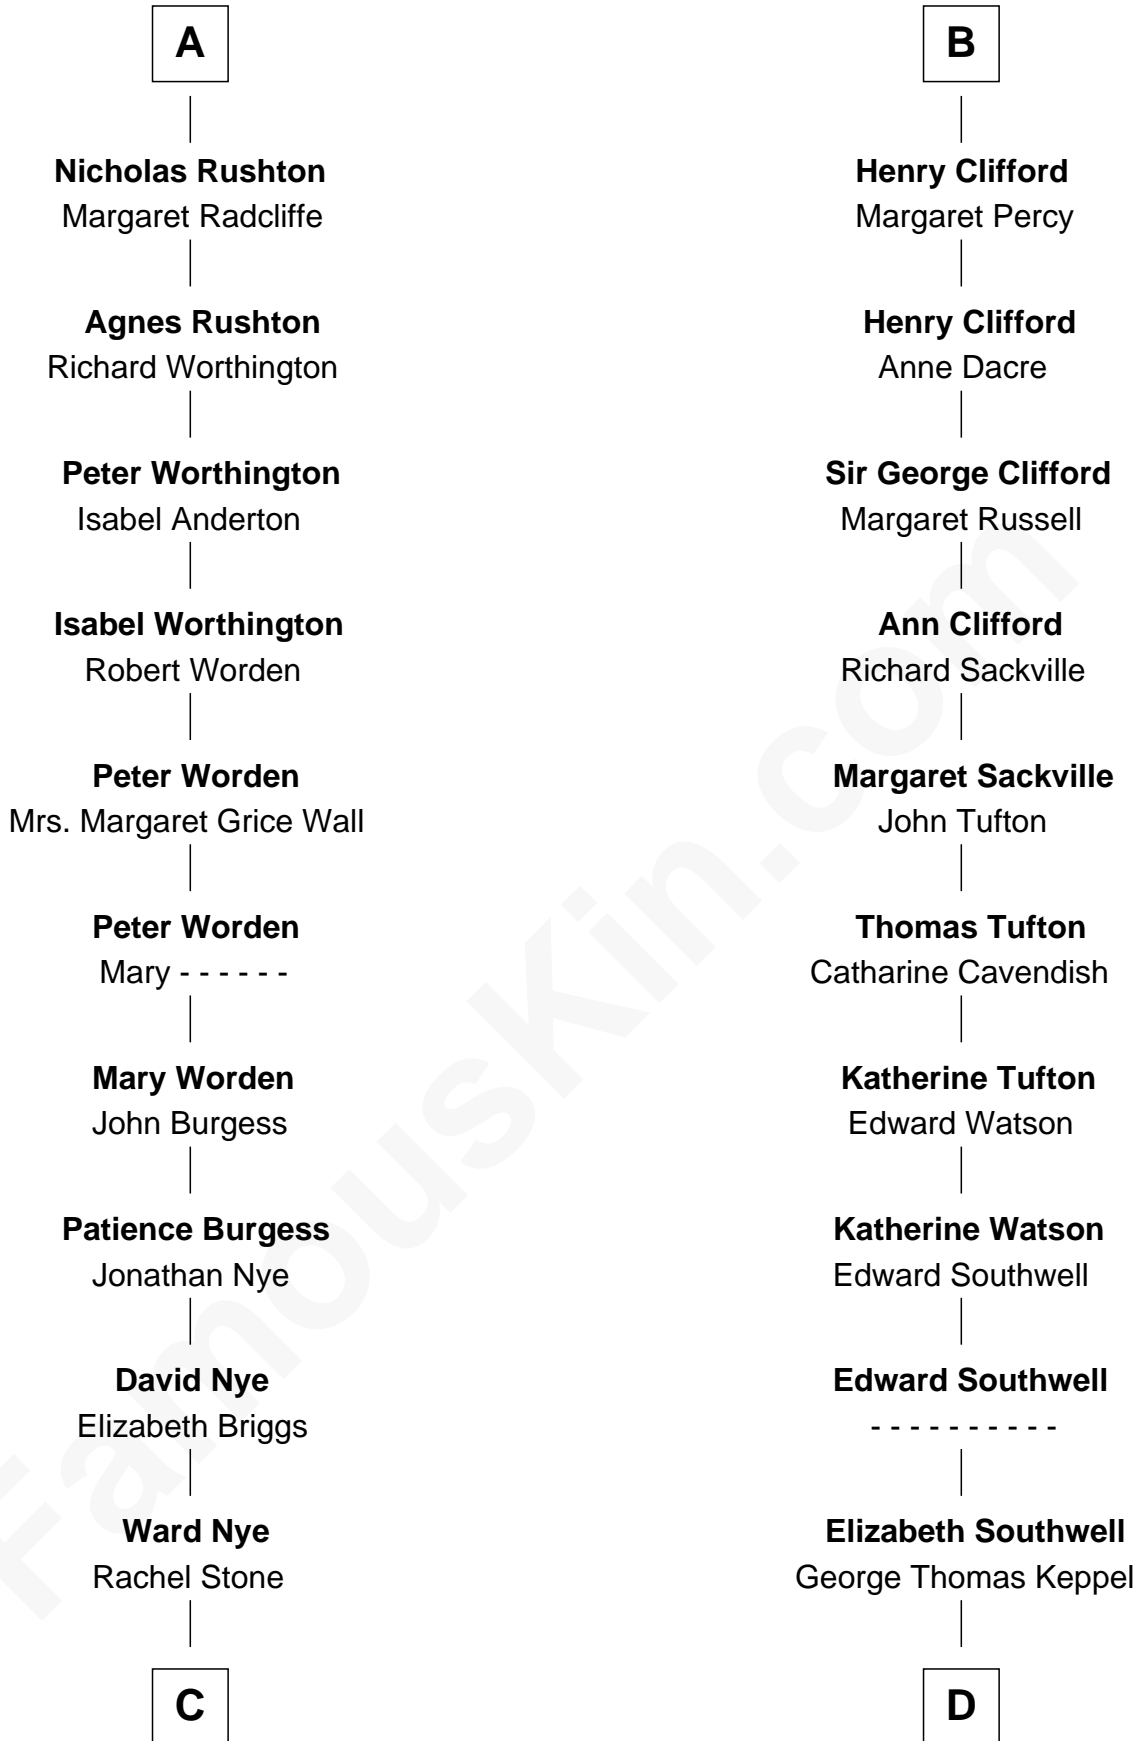 A
Nicholas Rushton
Margaret Radcliffe
Agnes Rushton
Richard Worthington
Peter Worthington
Isabel Anderton
Isabel Worthington
Robert Worden
Peter Worden
Mrs. Margaret Grice Wall
Peter Worden
Mary - - - - - -
Mary Worden
John Burgess
Patience Burgess
Jonathan Nye
David Nye
Elizabeth Briggs
Ward Nye
Rachel Stone
C
B
Henry Clifford
Margaret Percy
Henry Clifford
Anne Dacre
Sir George Clifford
Margaret Russell
Ann Clifford
Richard Sackville
Margaret Sackville
John Tufton
Thomas Tufton
Catharine Cavendish
Katherine Tufton
Edward Watson
Katherine Watson
Edward Southwell
Edward Southwell
- - - - - - - - - -
Elizabeth Southwell
George Thomas Keppel
D
FamousKin.com